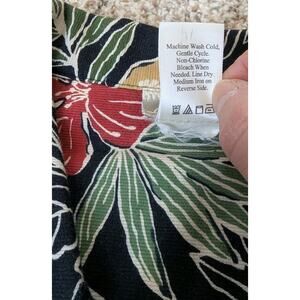 Machine Wash Cold,
Gentle Cycle.
Non-Chlorine
Bleach When
Needed. Line Dry.
Medium Iron on
Reverse Side.